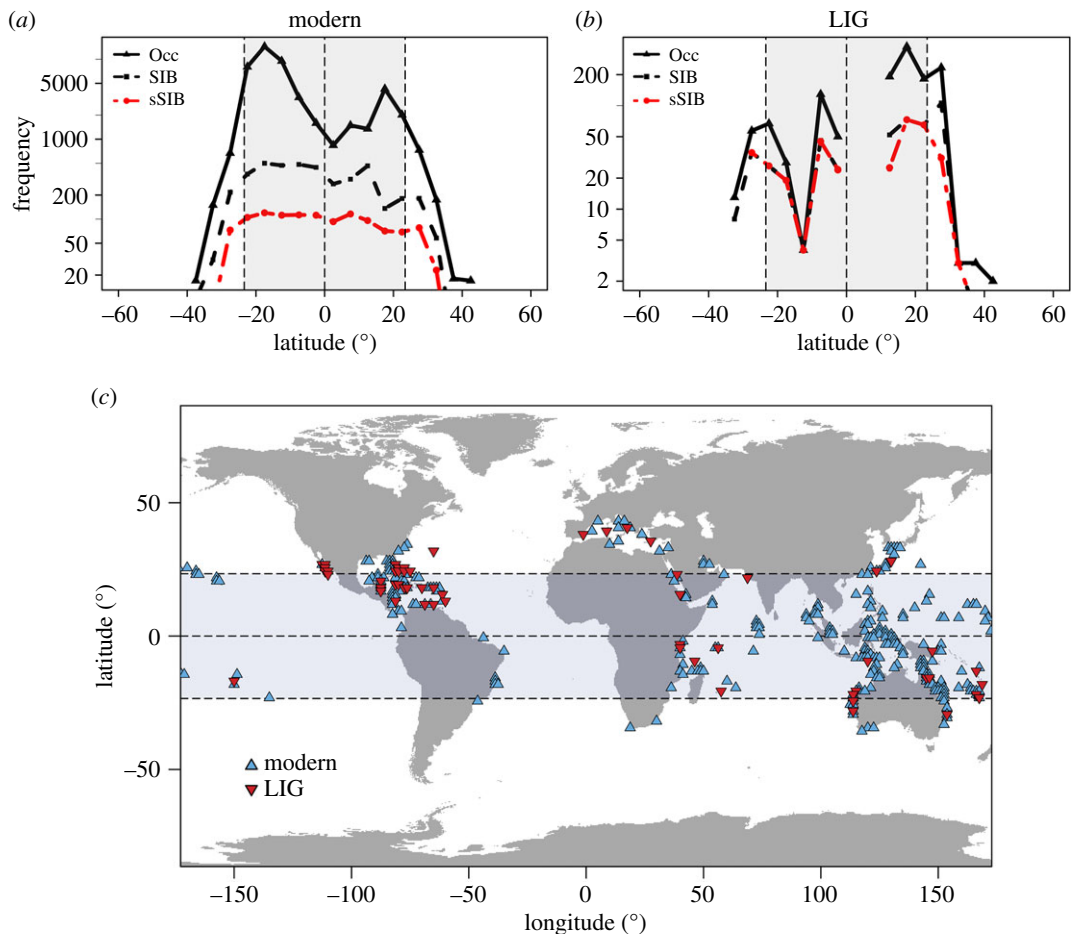 (a) modern
Occ
SIB
sSIB
5000
1000
200
50
20
frequency
−60 −40 −20 0 20 40 60
latitude (°)
(b) LIG
Occ
SIB
sSIB
200
50
20
10
5
2
−60 −40 −20 0 20 40 60
latitude (°)
(c)
50
0
−50
latitude (°)
modern
LIG
−150 −100 −50 0 50 100 150
longitude (°)